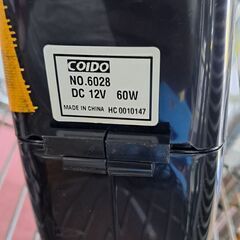 COIDO
NO.6028
DC 12V 60W
MADE IN CHINA HC 0010147